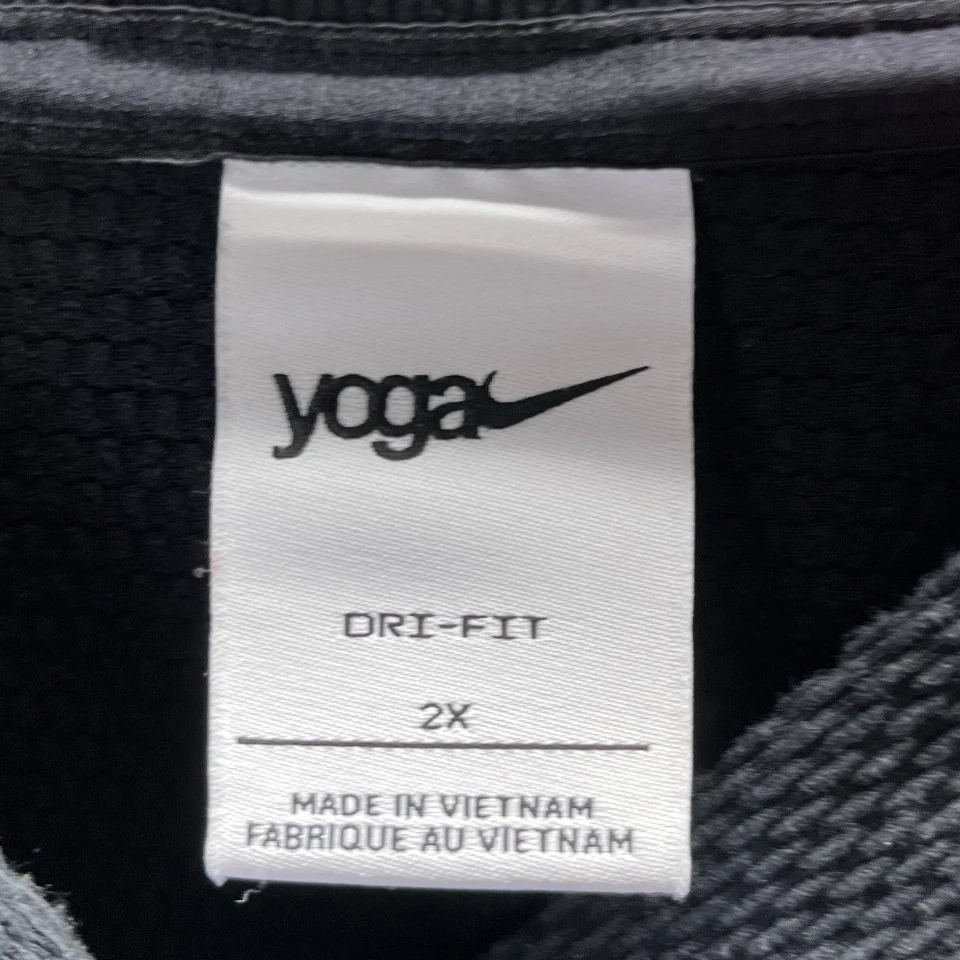 yoga
DRI-FIT
2X
MADE IN VIETNAM
FABRIQUE AU VIETNAM